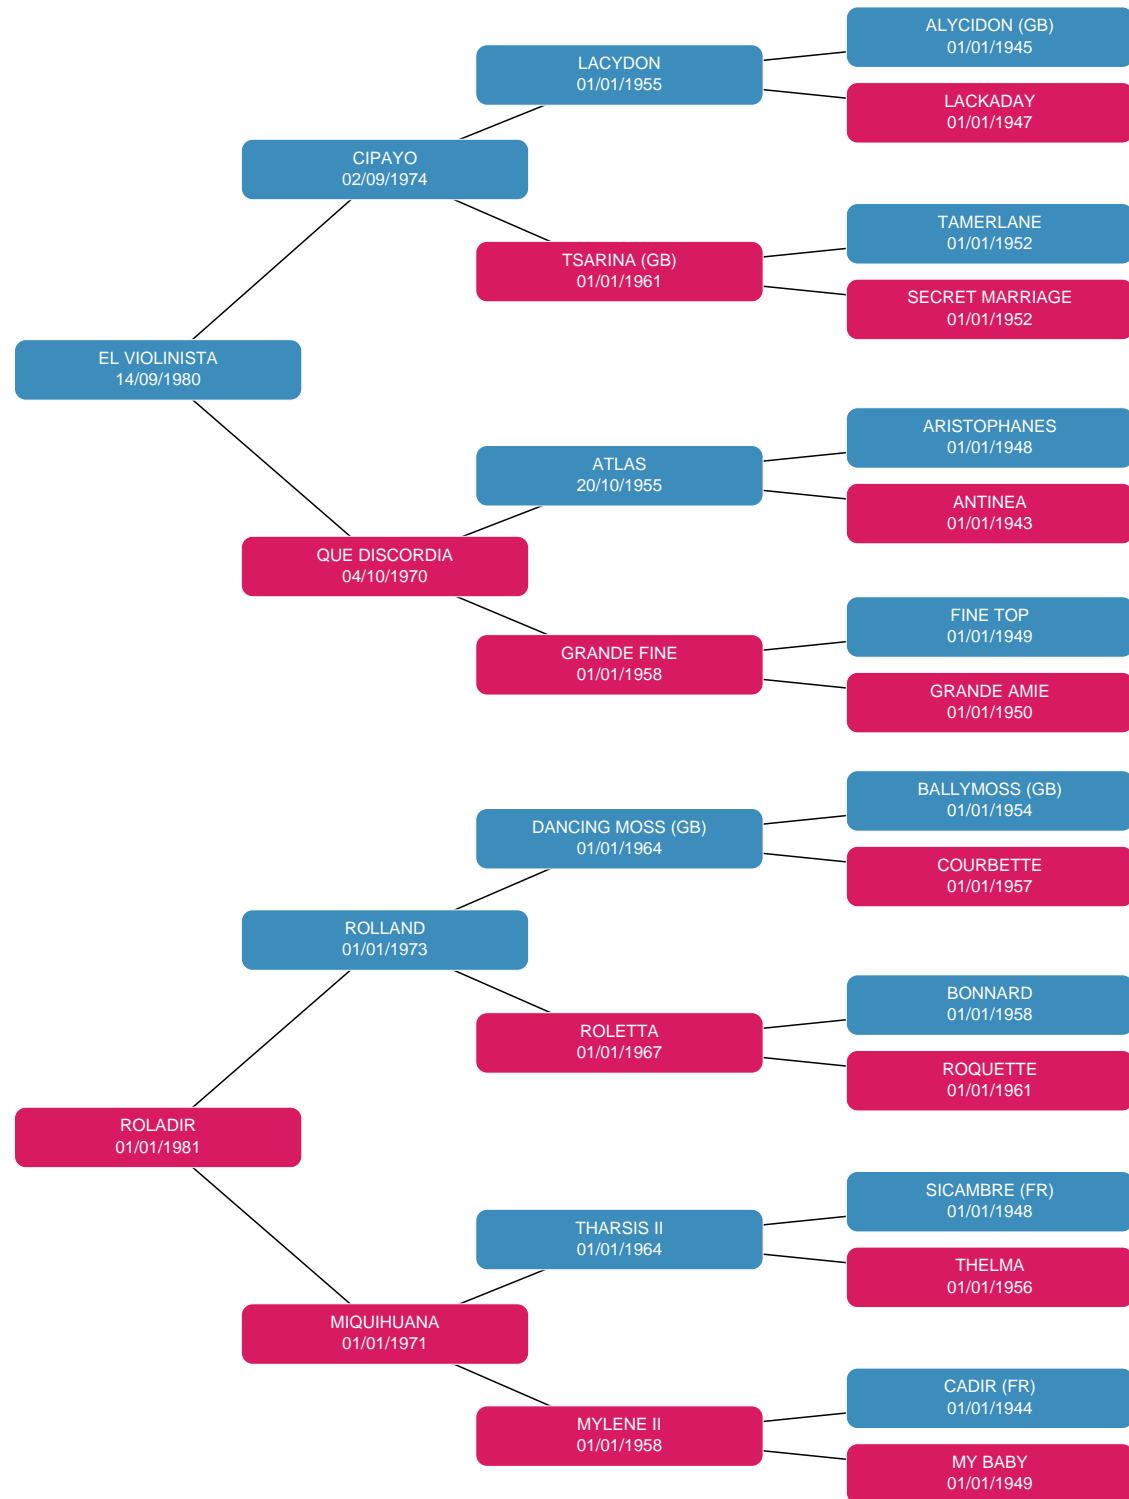 ALYCIDON (GB)
01/01/1945
LACYDON
01/01/1955
LACKADAY
01/01/1947
CIPAYO
02/09/1974
TAMERLANE
01/01/1952
TSARINA (GB)
01/01/1961
SECRET MARRIAGE
01/01/1952
EL VIOLINISTA
14/09/1980
ARISTOPHANES
01/01/1948
ATLAS
20/10/1955
ANTINEA
01/01/1943
QUE DISCORDIA
04/10/1970
FINE TOP
01/01/1949
GRANDE FINE
01/01/1958
GRANDE AMIE
01/01/1950
BALLYMOSS (GB)
01/01/1954
DANCING MOSS (GB)
01/01/1964
COURBETTE
01/01/1957
ROLLAND
01/01/1973
BONNARD
01/01/1958
ROLETTA
01/01/1967
ROQUETTE
01/01/1961
ROLADIR
01/01/1981
SICAMBRE (FR)
01/01/1948
THARSIS II
01/01/1964
THELMA
01/01/1956
MIQUIHUANA
01/01/1971
CADIR (FR)
01/01/1944
MYLENE II
01/01/1958
MY BABY
01/01/1949